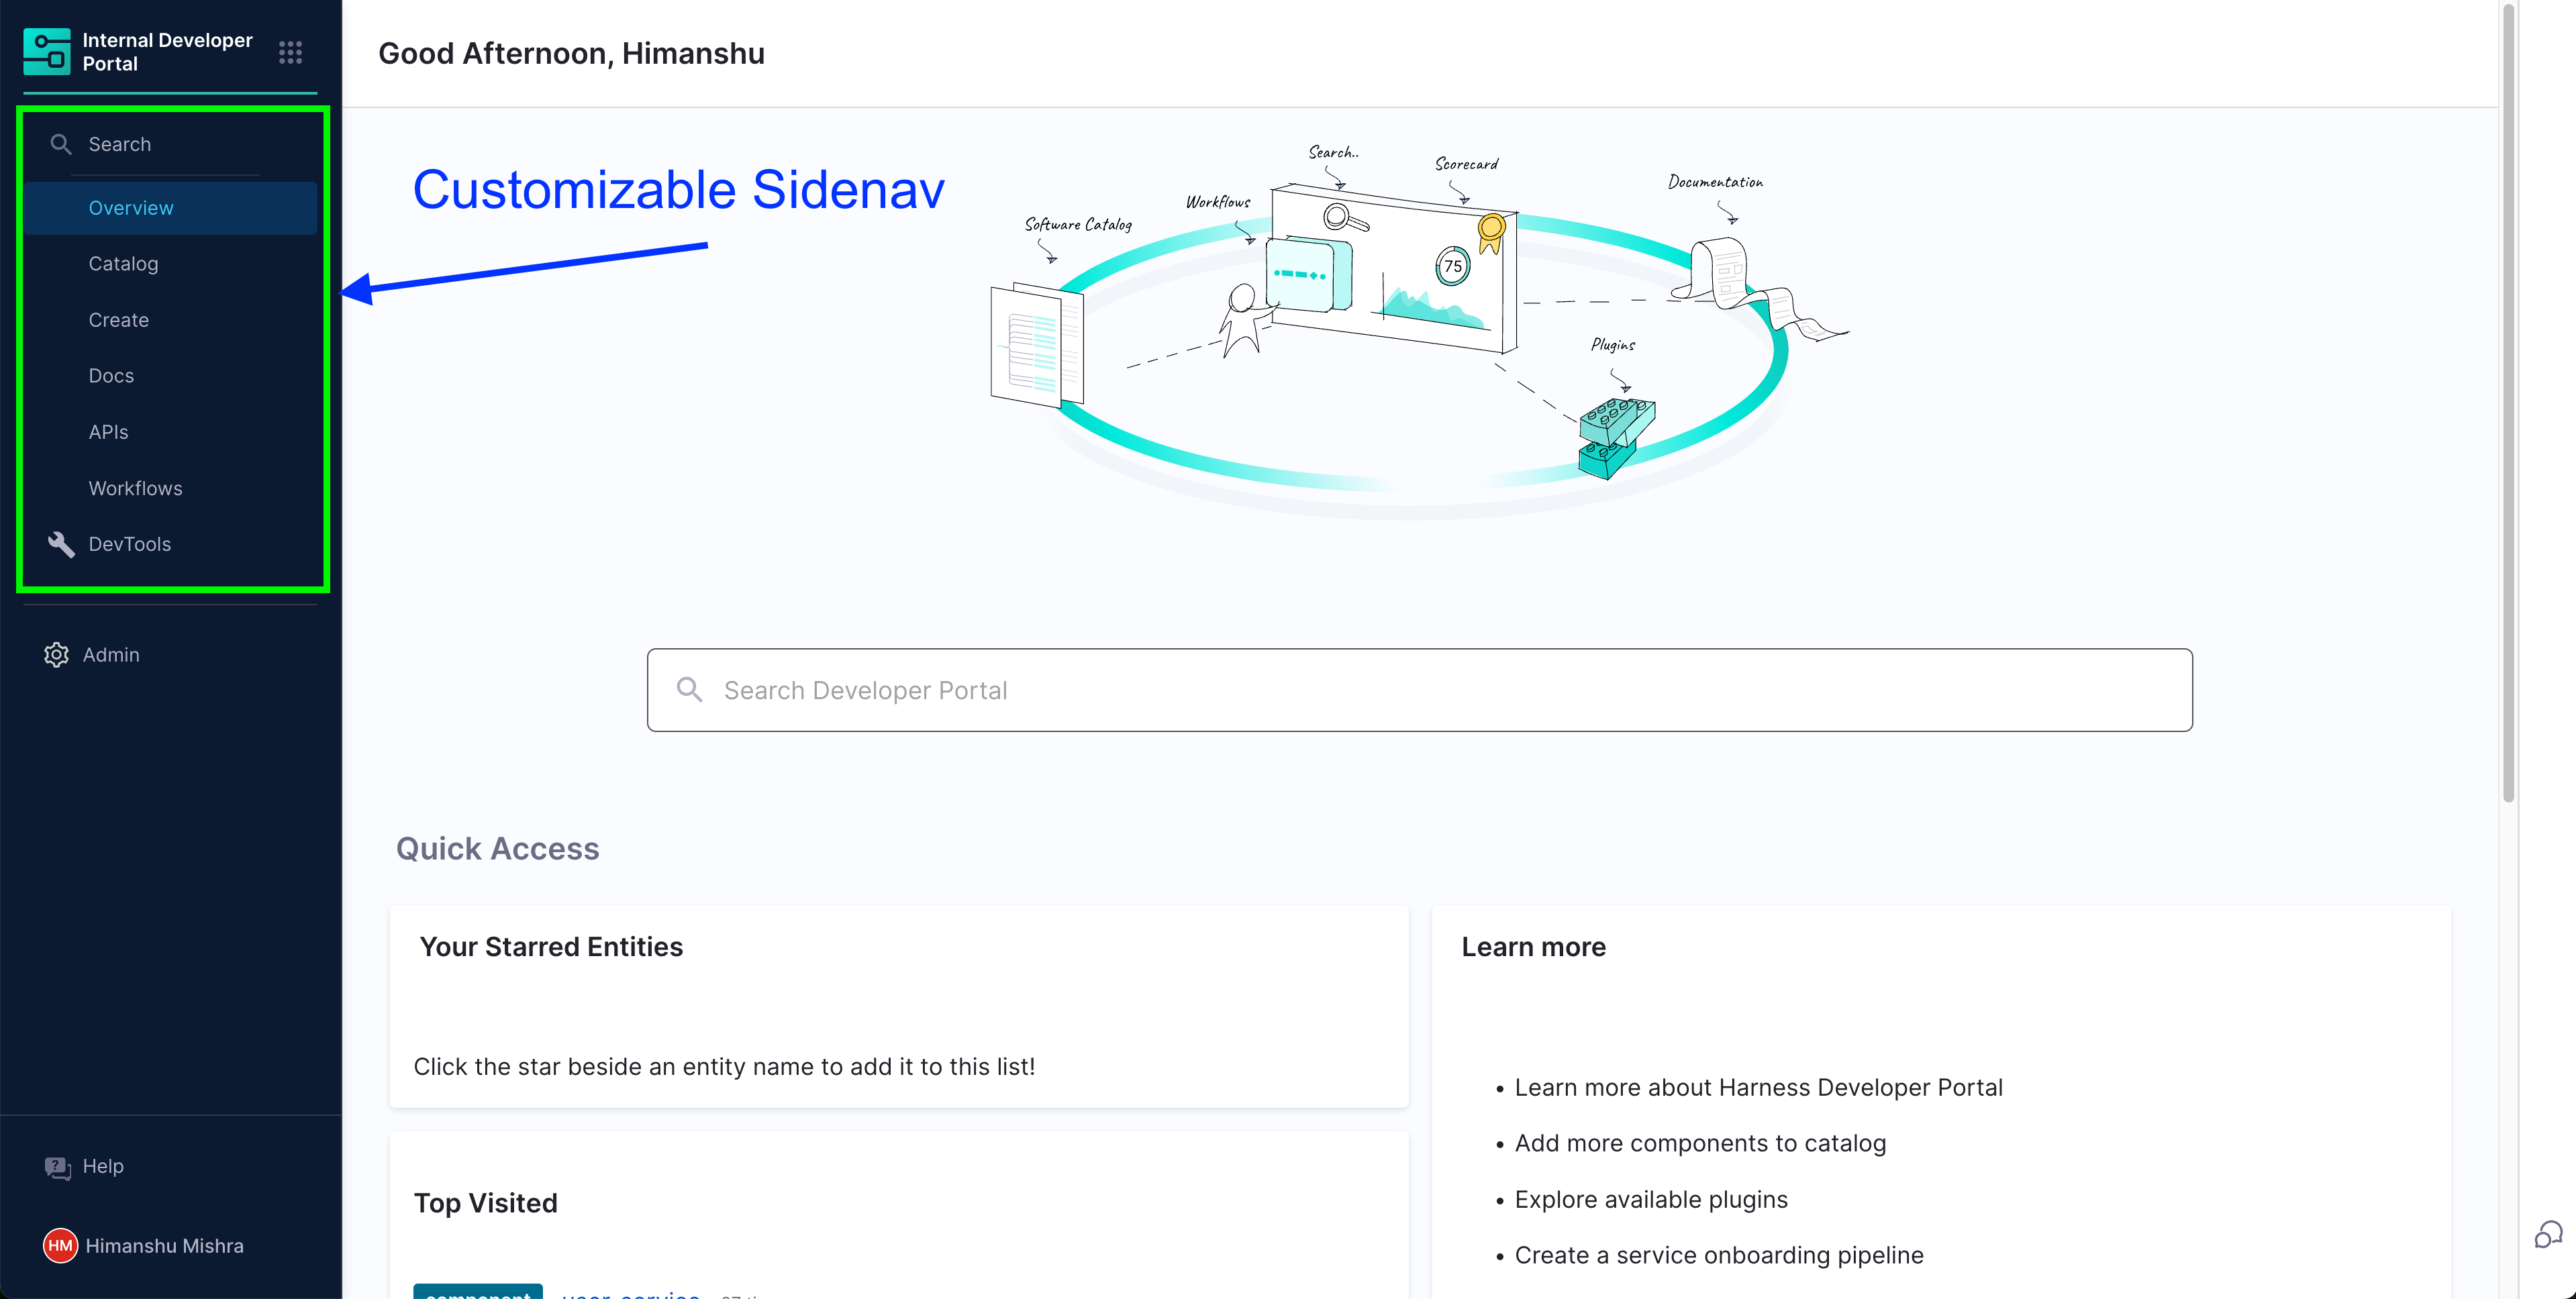 Internal Developer
Portal
Search
Overview
Catalog
Create
Docs
APIs
Workflows
DevTools
Admin
Help
HM Himanshu Mishra
Good Afternoon, Himanshu
Customizable Sidenav
Search..
Scorecard
Documentation
Workflows
Software Catalog
75
Plugins
Search Developer Portal
Quick Access
Your Starred Entities
Click the star beside an entity name to add it to this list!
Top Visited
component user-service
Learn more
• Learn more about Harness Developer Portal
• Add more components to catalog
• Explore available plugins
• Create a service onboarding pipeline